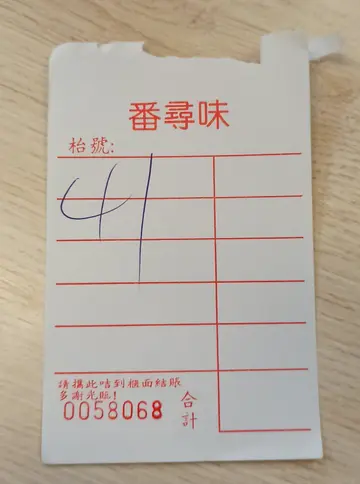 番尋味
枱號:
41
請攜此咭到櫃面結賬
多謝光臨!
0058068
合計